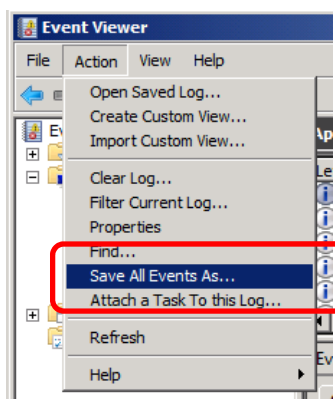 Event Viewer
File Action View Help
Open Saved Log...
Create Custom View...
Import Custom View...
Clear Log...
Filter Current Log...
Properties
Find...
Save All Events As...
Attach a Task To this Log...
Refresh
Help